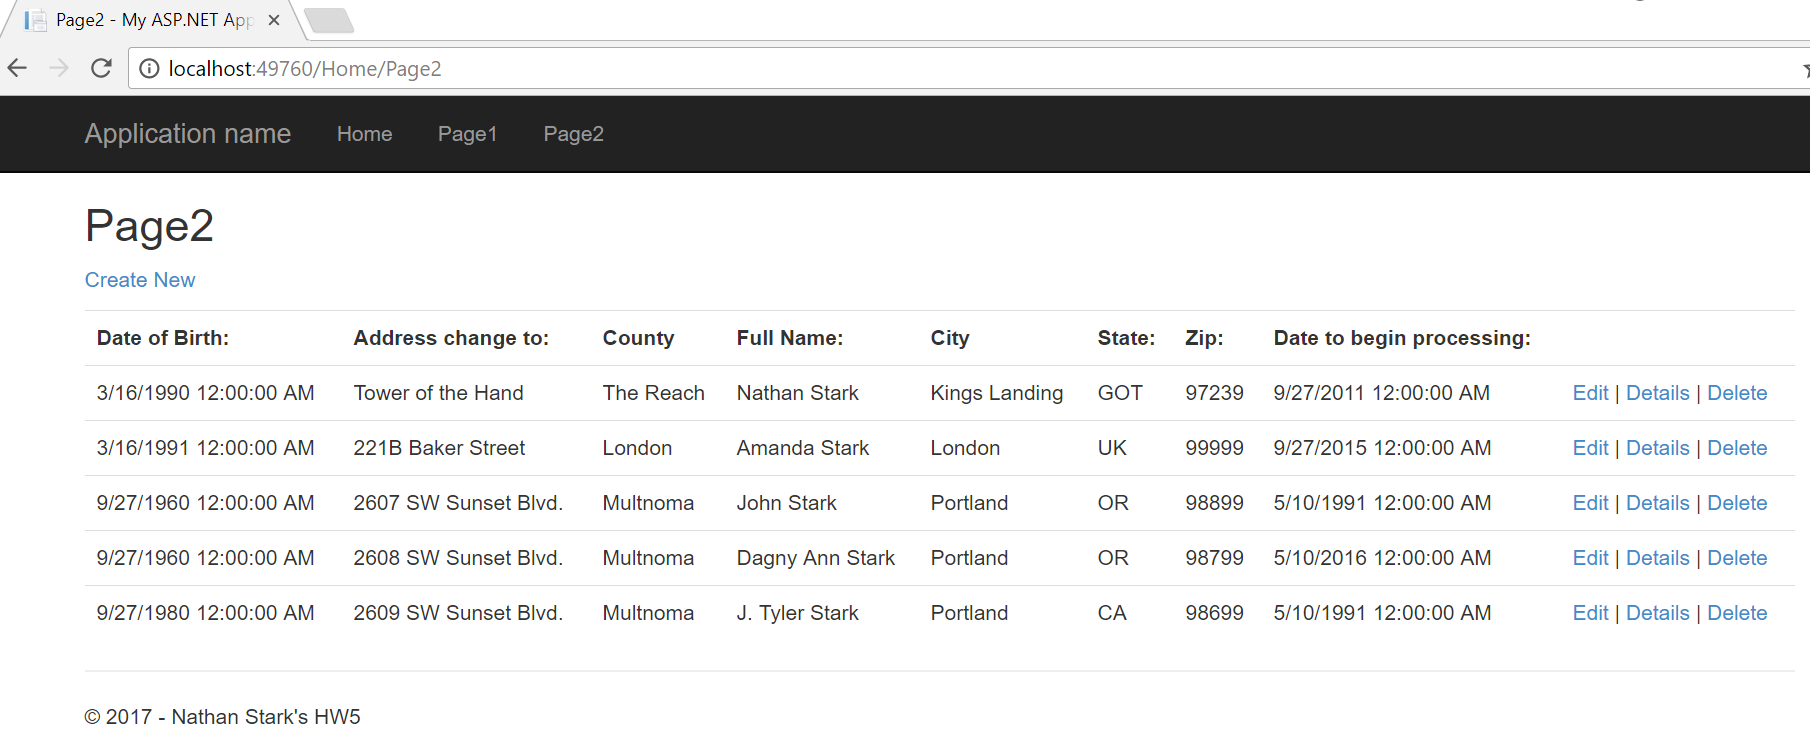 Page2 - My ASP.NET App
localhost:49760/Home/Page2
Application name Home Page1 Page2
Page2
Create New
Date of Birth: Address change to: County Full Name: City State: Zip: Date to begin processing:
3/16/1990 12:00:00 AM Tower of the Hand The Reach Nathan Stark Kings Landing GOT 97239 9/27/2011 12:00:00 AM Edit | Details | Delete
3/16/1991 12:00:00 AM 221B Baker Street London Amanda Stark London UK 99999 9/27/2015 12:00:00 AM Edit | Details | Delete
9/27/1960 12:00:00 AM 2607 SW Sunset Blvd. Multnoma John Stark Portland OR 98899 5/10/1991 12:00:00 AM Edit | Details | Delete
9/27/1960 12:00:00 AM 2608 SW Sunset Blvd. Multnoma Dagny Ann Stark Portland OR 98799 5/10/2016 12:00:00 AM Edit | Details | Delete
9/27/1980 12:00:00 AM 2609 SW Sunset Blvd. Multnoma J. Tyler Stark Portland CA 98699 5/10/1991 12:00:00 AM Edit | Details | Delete
© 2017 - Nathan Stark's HW5